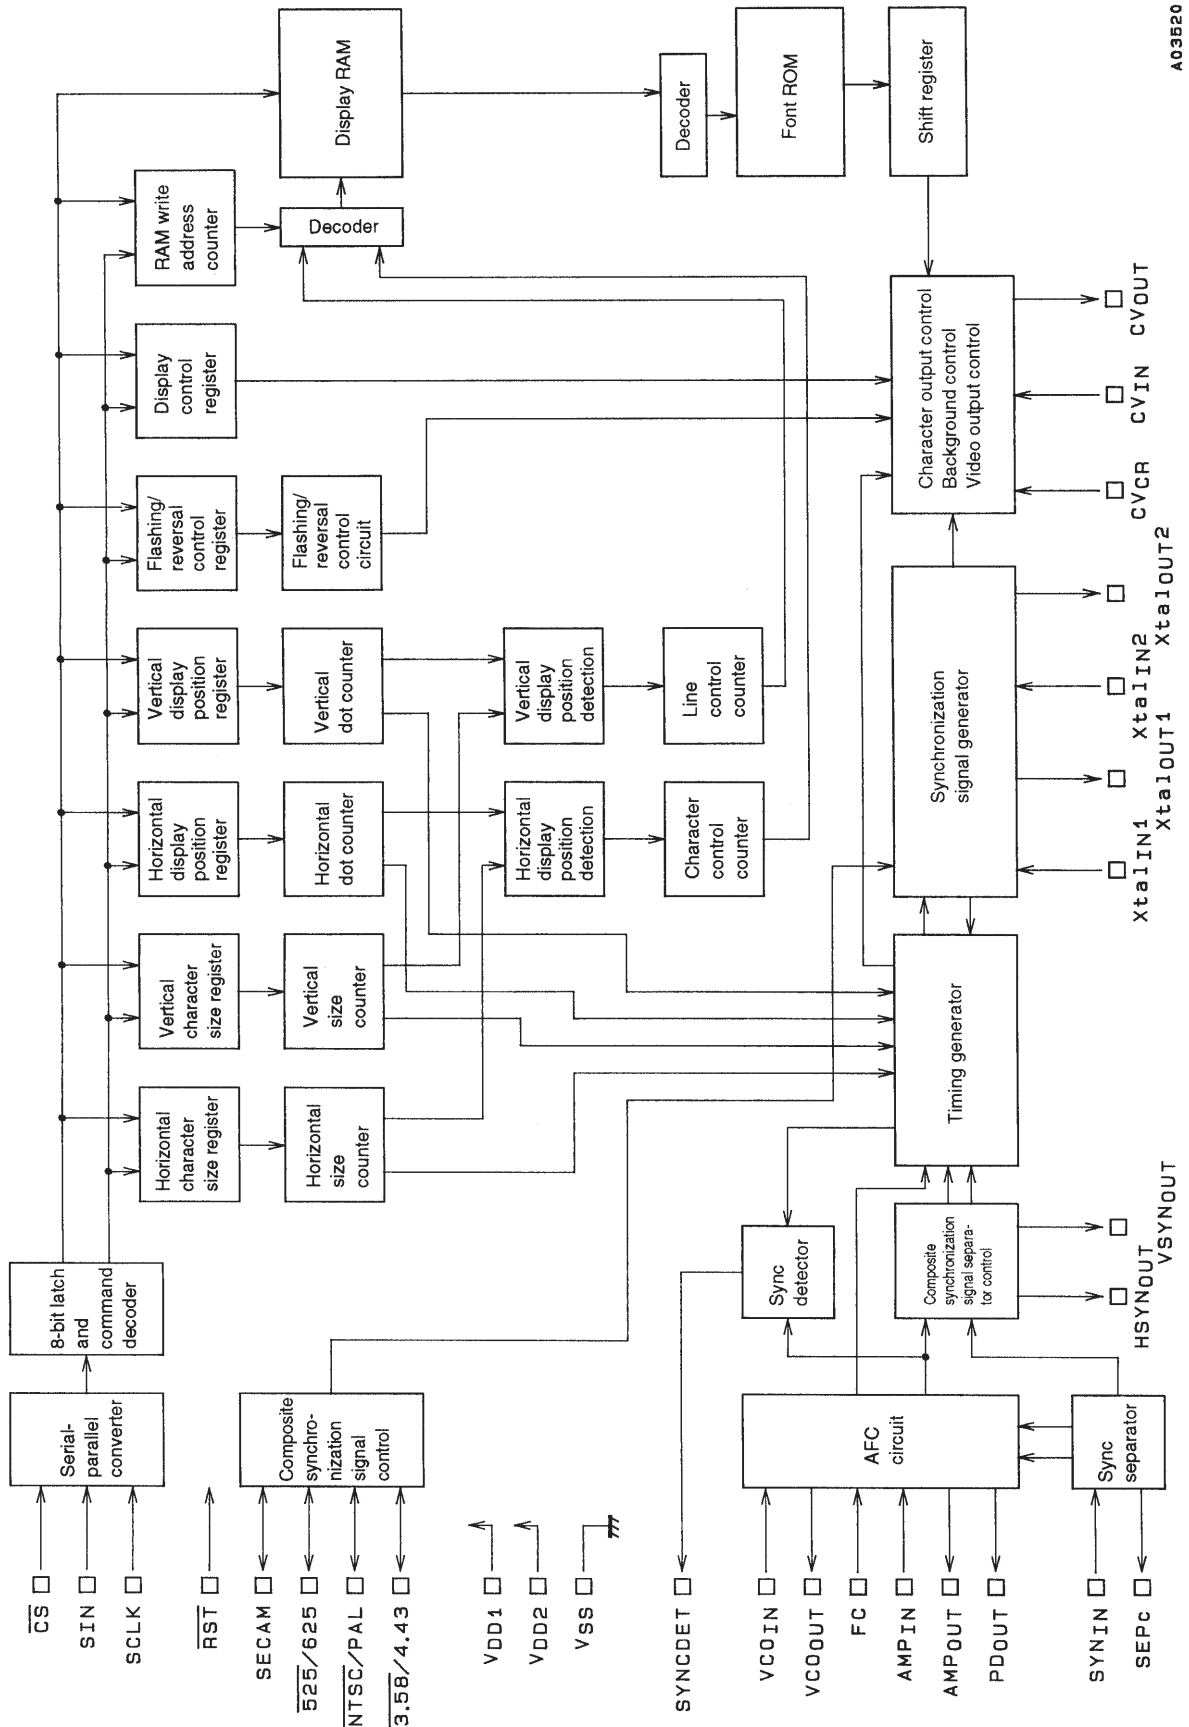 CS
SIN
SCLK
RST
SECAM
525/625
NTSC/PAL
3.58/4.43
VDD1
VDD2
VSS
SYNCDET
VCOIN
VCOOUT
FC
AMPIN
AMPOUT
PDOUT
SYNIN
SEPC
Serial-
parallel
converter
8-bit latch
and
command
decoder
Composite
synchro-
nization
signal
control
AFC
circuit
Sync
separator
Sync
detector
Composite
synchronization
signal separa-
tor control
HSYNOUT
VSYNOUT
Horizontal
character
size register
Horizontal
size
counter
Vertical
character
size register
Vertical
size
counter
Timing generator
Horizontal
display
position
register
Horizontal
dot counter
Horizontal
display
position
detection
Character
control
counter
Vertical
display
position
register
Vertical
dot counter
Vertical
display
position
detection
Line
control
counter
Synchronization
signal generator
XtalIN1
XtalOUT1
XtalIN2
XtalOUT2
Flashing/
reversal
control
register
Flashing/
reversal
control
circuit
Display
control
register
RAM write
address
counter
Decoder
Display RAM
Decoder
Font ROM
Shift register
Character output control
Background control
Video output control
CVCR
CVIN
CVOUT
A03520